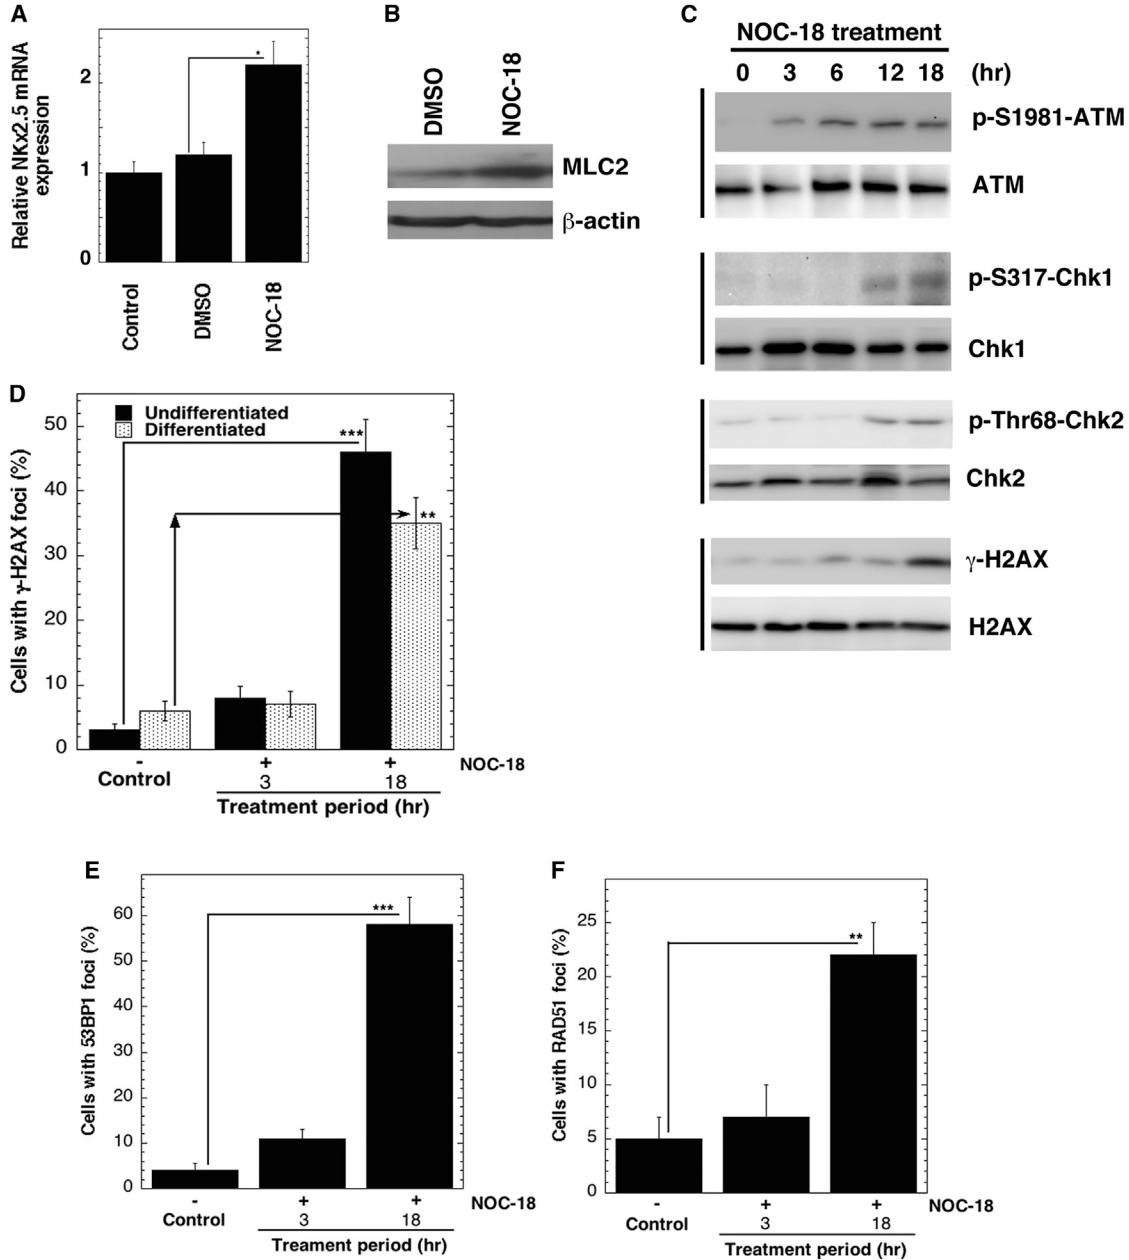 A
Relative NKx2.5 mRNA
expression
2
1
0
Control
DMSO
NOC-18
*
B
DMSO
NOC-18
MLC2
β-actin
C
NOC-18 treatment
0 3 6 12 18 (hr)
p-S1981-ATM
ATM
p-S317-Chk1
Chk1
p-Thr68-Chk2
Chk2
γ-H2AX
H2AX
D
Undifferentiated
Differentiated
Cells with γ-H2AX foci (%)
50
40
30
20
10
0
***
**
- + + NOC-18
Control 3 18
Treatment period (hr)
E
Cells with 53BP1 foci (%)
60
50
40
30
20
10
0
***
- + + NOC-18
Control 3 18
Treament period (hr)
F
Cells with RAD51 foci (%)
25
20
15
10
5
0
**
- + + NOC-18
Control 3 18
Treatment period (hr)